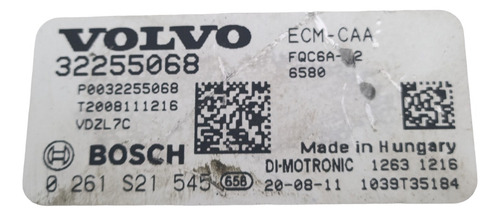 VOLVO
ECM-CAA
32255068
6580
P0032255068
T2008111216
VDZL7C
BOSCH
Made in Hungary
DI-MOTRONIC 1263 1216
0 261 S21 545 658 20-08-11 1039T35184